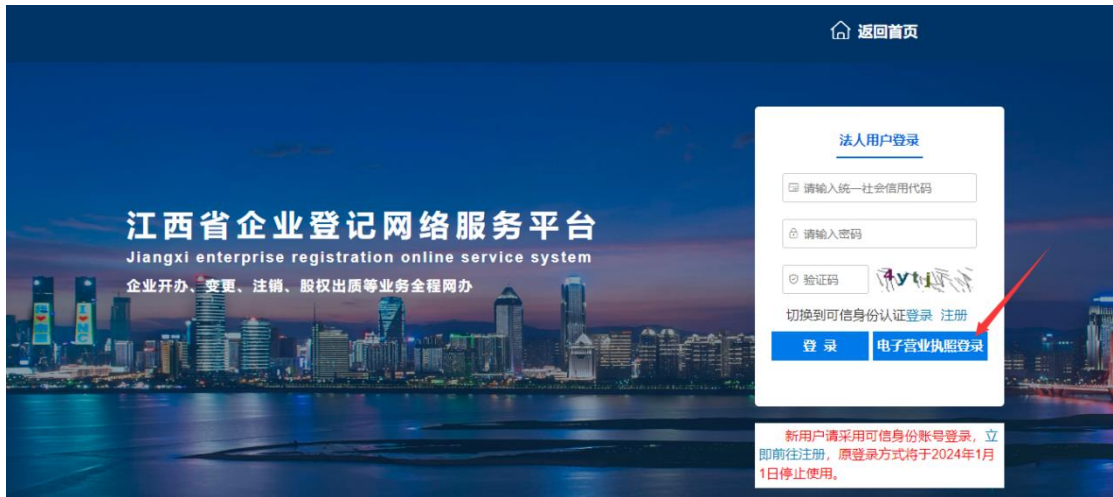 返回首页
法人用户登录
请输入统一社会信用代码
江西省企业登记网络服务平台
请输入密码
Jiangxi enterprise registration online service system
企业开办、变更、注销、股权出质等业务全程网办
验证码
切换到可信身份认证登录 注册
登 录
电子营业执照登录
新用户请采用可信身份账号登录，立
即前往注册，原登录方式将于2024年1月
1日停止使用。